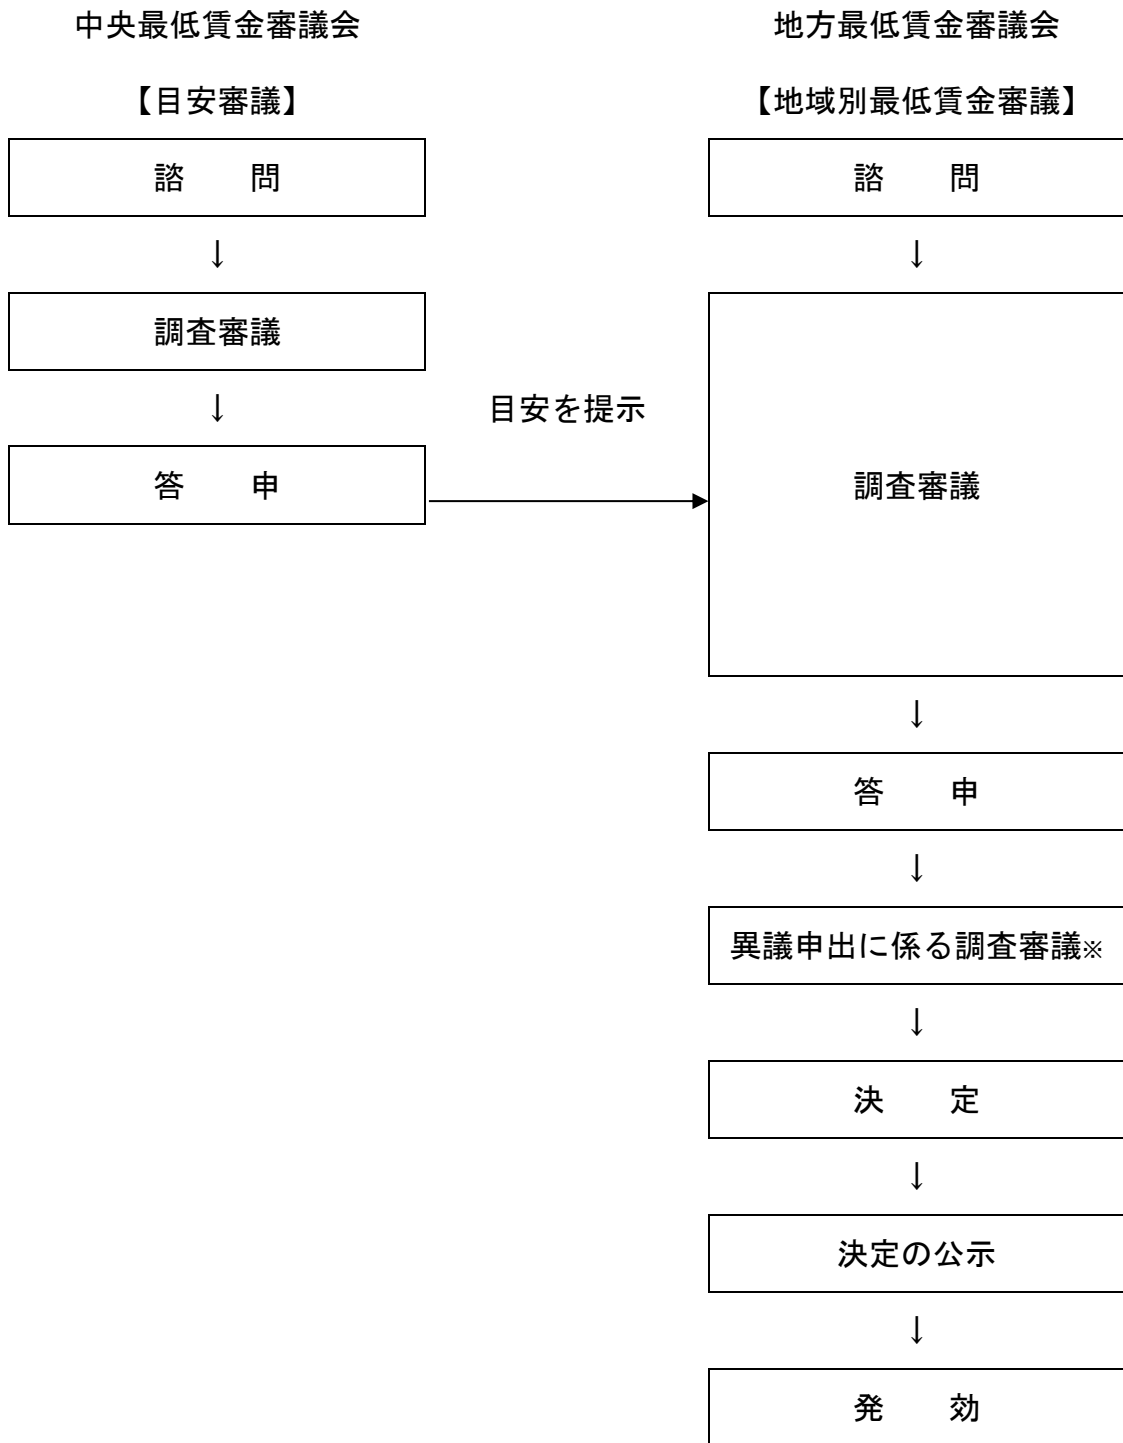 中央最低賃金審議会
【目安審議】
諮 問
↓
調査審議
↓
答 申
目安を提示
地方最低賃金審議会
【地域別最低賃金審議】
諮 問
↓
調査審議
↓
答 申
↓
異議申出に係る調査審議※
↓
決 定
↓
決定の公示
↓
発 効